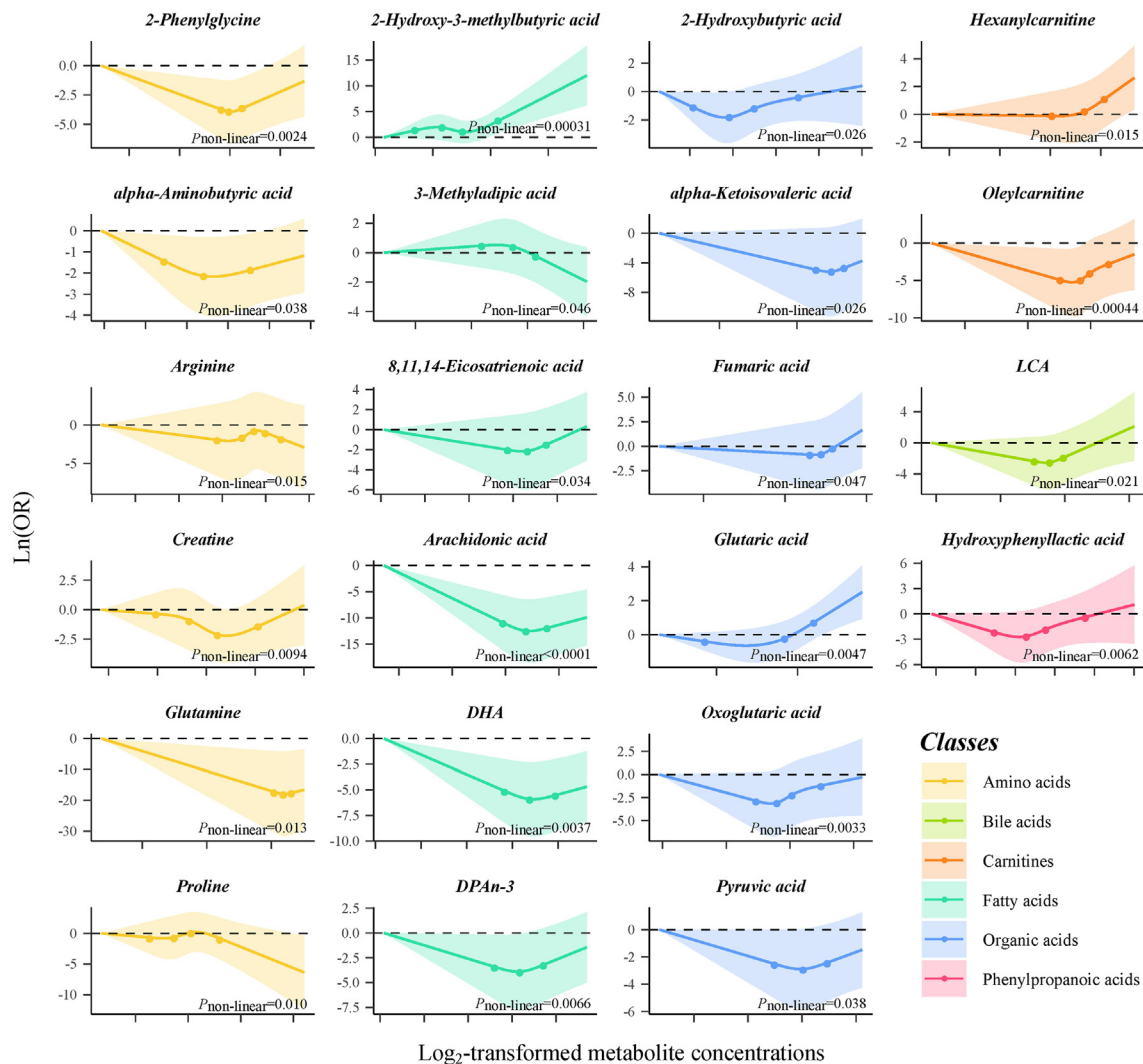 2-Phenylglycine
0.0
-2.5
-5.0
Pnon-linear=0.0024
2-Hydroxy-3-methylbutyric acid
15
10
5
0
Pnon-linear=0.00031
2-Hydroxybutyric acid
2
0
-2
Pnon-linear=0.026
Hexanylcarnitine
4
2
0
-2
Pnon-linear=0.015
alpha-Aminobutyric acid
0
-1
-2
-3
-4
Pnon-linear=0.038
3-Methyladipic acid
2
0
-2
-4
Pnon-linear=0.046
alpha-Ketoisovaleric acid
0
-4
-8
Pnon-linear=0.026
Oleylcarnitine
0
-5
-10
Pnon-linear=0.00044
Arginine
0
-5
Pnon-linear=0.015
8,11,14-Eicosatrienoic acid
4
2
0
-2
-4
-6
Pnon-linear=0.034
Fumaric acid
5.0
2.5
0.0
-2.5
Pnon-linear=0.047
LCA
4
0
-4
Pnon-linear=0.021
Ln(OR)
Creatine
2.5
0.0
-2.5
Pnon-linear=0.0094
Arachidonic acid
0
-5
-10
-15
Pnon-linear<0.0001
Glutaric acid
4
2
0
Pnon-linear=0.0047
Hydroxyphenyllactic acid
6
3
0
-3
-6
Pnon-linear=0.0062
Glutamine
0
-10
-20
-30
Pnon-linear=0.013
DHA
0.0
-2.5
-5.0
-7.5
-10.0
Pnon-linear=0.0037
Oxoglutaric acid
2.5
0.0
-2.5
-5.0
Pnon-linear=0.0033
Proline
0
-5
-10
Pnon-linear=0.010
DPAn-3
2.5
0.0
-2.5
-5.0
-7.5
Pnon-linear=0.0066
Pyruvic acid
0
-2
-4
-6
Pnon-linear=0.038
Classes
Amino acids
Bile acids
Carnitines
Fatty acids
Organic acids
Phenylpropanoic acids
Log₂-transformed metabolite concentrations